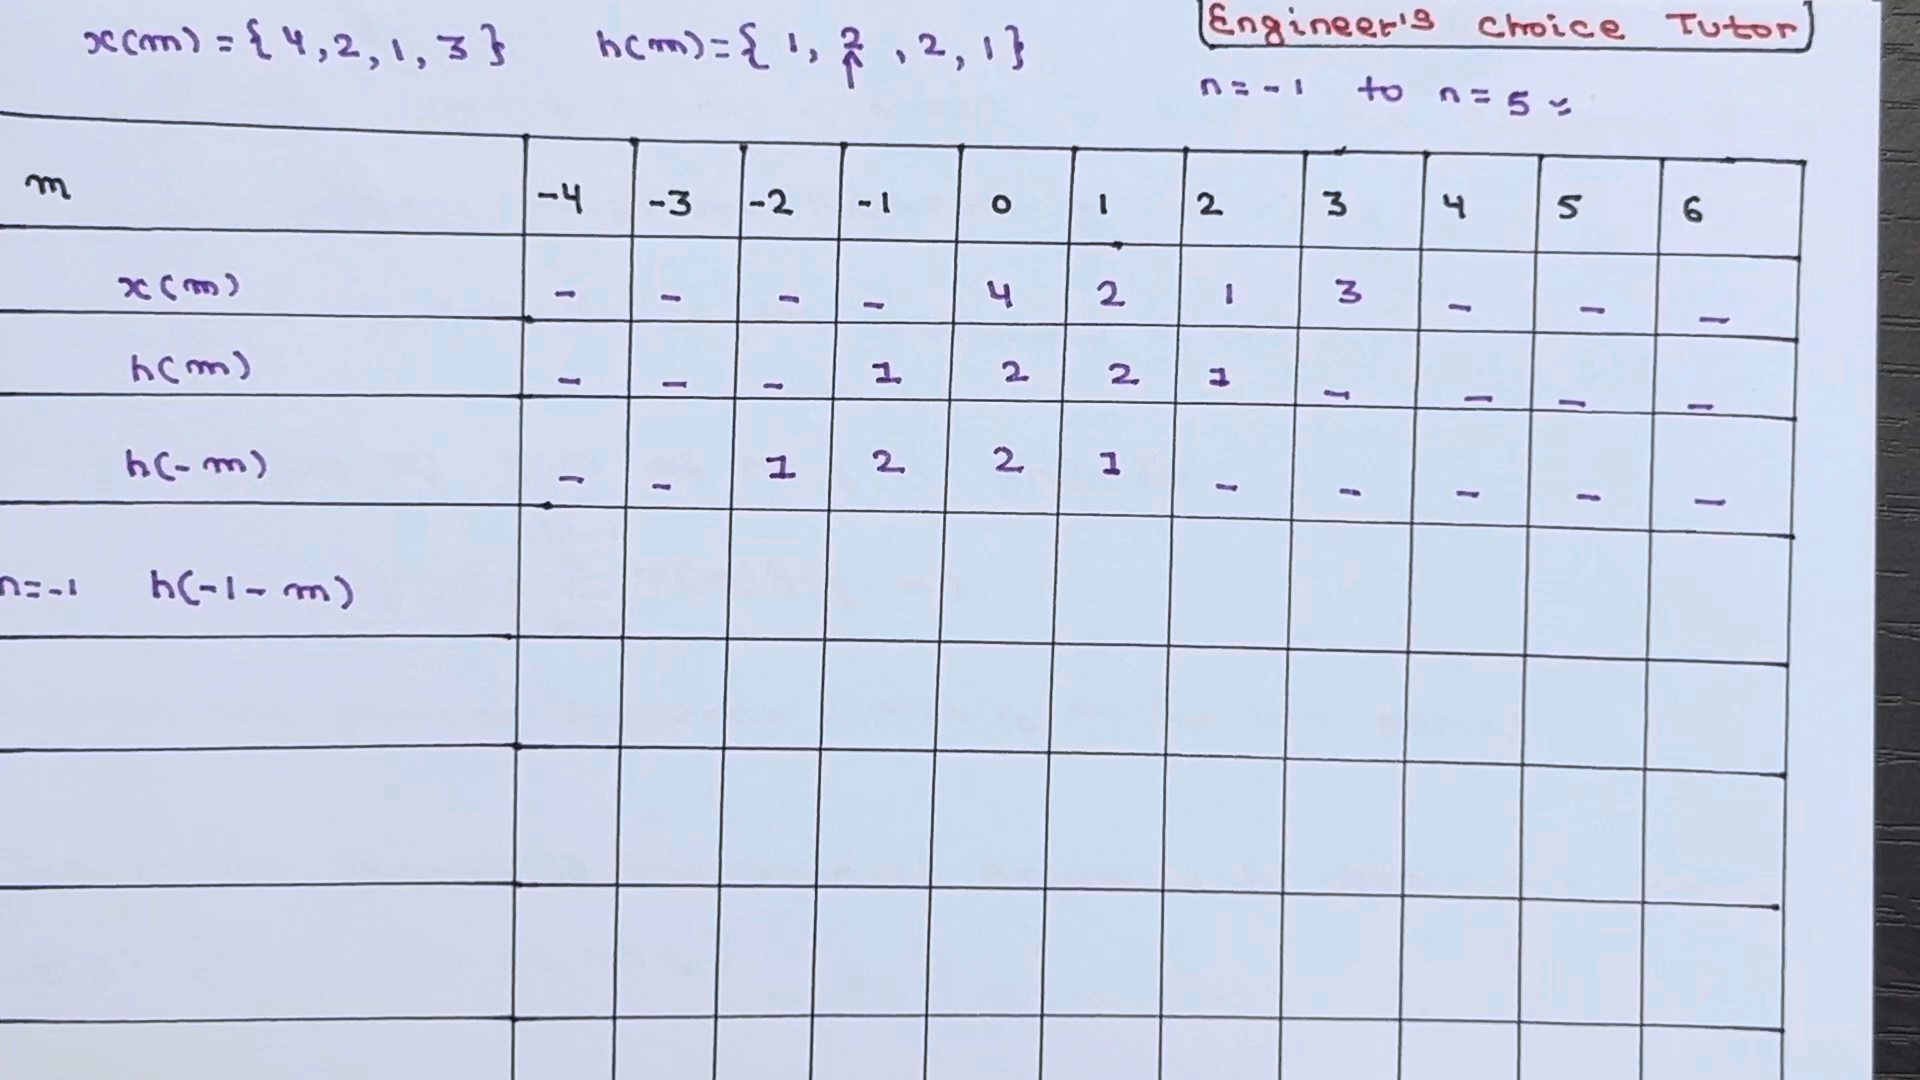 x(m) = { 4, 2, 1, 3 } h(m) = { 1, 2, 2, 1 }
↑
Engineer's Choice Tutor
n = -1 to n = 5
m -4 -3 -2 -1 0 1 2 3 4 5 6
x(m) - - - - 4 2 1 3 - - -
h(m) - - - 1 2 2 1 - - - -
h(-m) - - 1 2 2 1 - - - - -
n=-1 h(-1-m)